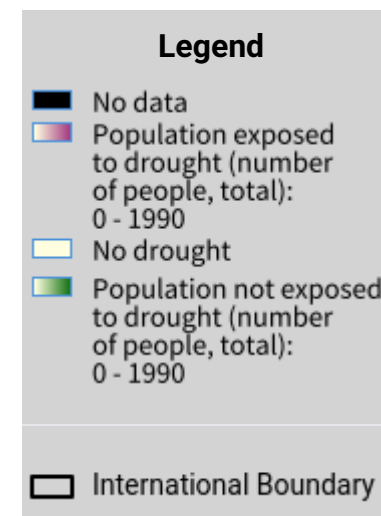 Legend
No data
Population exposed
to drought (number
of people, total):
0 - 1990
No drought
Population not exposed
to drought (number
of people, total):
0 - 1990
International Boundary